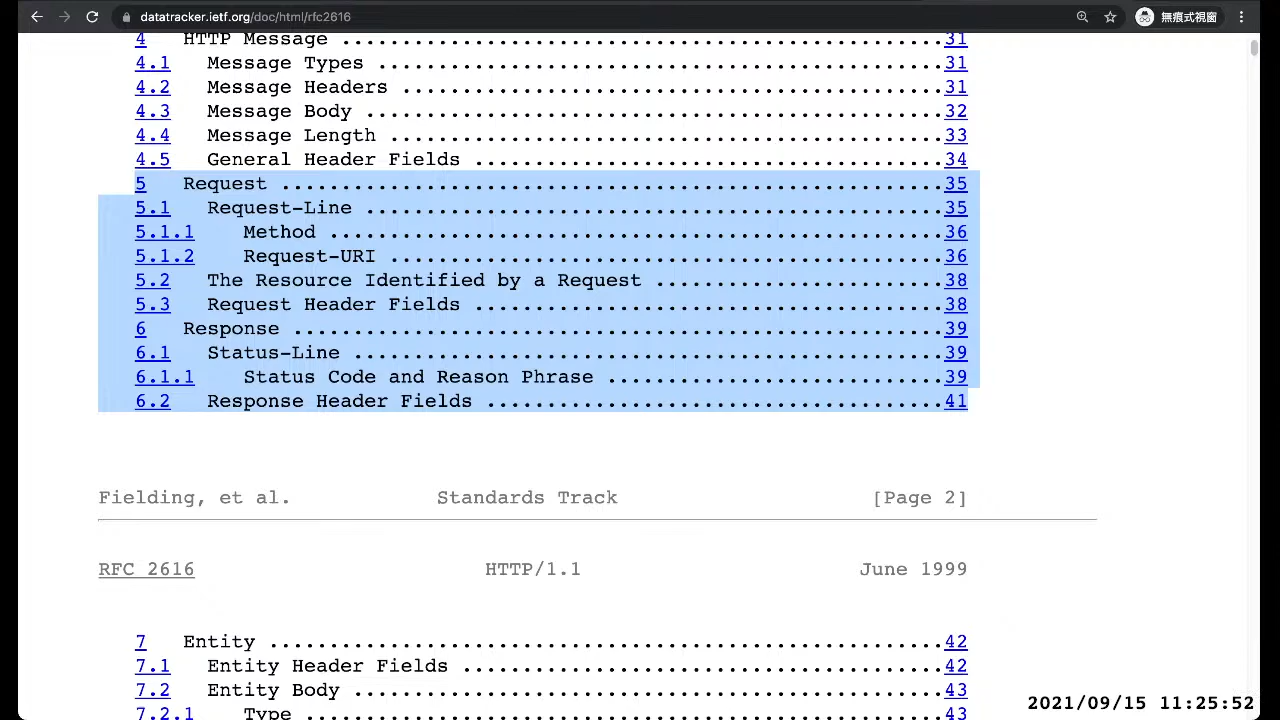 datatracker.ietf.org/doc/html/rfc2616 無痕式視窗
4 HTTP Message ..................................................31
4.1 Message Types ...............................................31
4.2 Message Headers .............................................31
4.3 Message Body ................................................32
4.4 Message Length ..............................................33
4.5 General Header Fields .......................................34
5 Request .......................................................35
5.1 Request-Line ................................................35
5.1.1 Method ....................................................36
5.1.2 Request-URI ...............................................36
5.2 The Resource Identified by a Request ........................38
5.3 Request Header Fields .......................................38
6 Response ......................................................39
6.1 Status-Line .................................................39
6.1.1 Status Code and Reason Phrase .............................39
6.2 Response Header Fields ......................................41
Fielding, et al. Standards Track [Page 2]
RFC 2616 HTTP/1.1 June 1999
7 Entity ........................................................42
7.1 Entity Header Fields ........................................42
7.2 Entity Body .................................................43
7.2.1 Type ......................................................43
2021/09/15 11:25:52